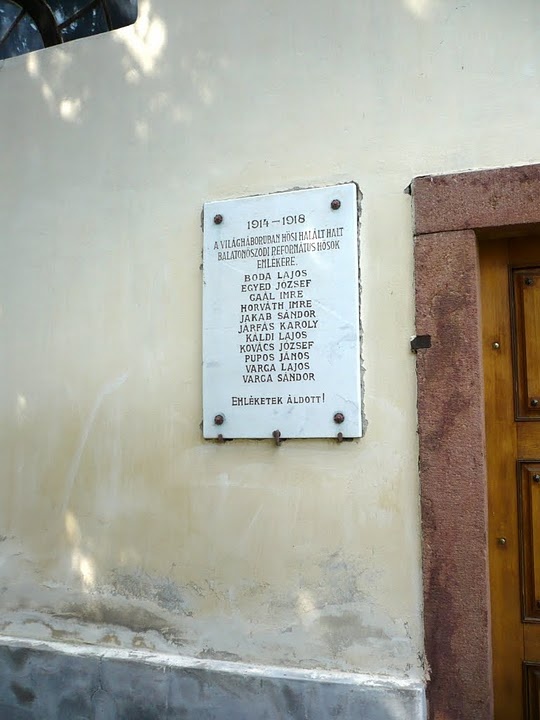 1914 – 1918
A VILÁGHÁBORUBAN HŐSI HALÁLT HALT
BALATONŐSZÖDI REFORMÁTUS HŐSÖK
EMLÉKÉRE.
BODA LAJOS
EGYED JÓZSEF
GAÁL IMRE
HORVÁTH IMRE
JAKAB SÁNDOR
JÁRFÁS KÁROLY
KÁLDI LAJOS
KOVÁCS JÓZSEF
PUPOS JÁNOS
VARGA LAJOS
VARGA SÁNDOR
EMLÉKETEK ÁLDOTT!